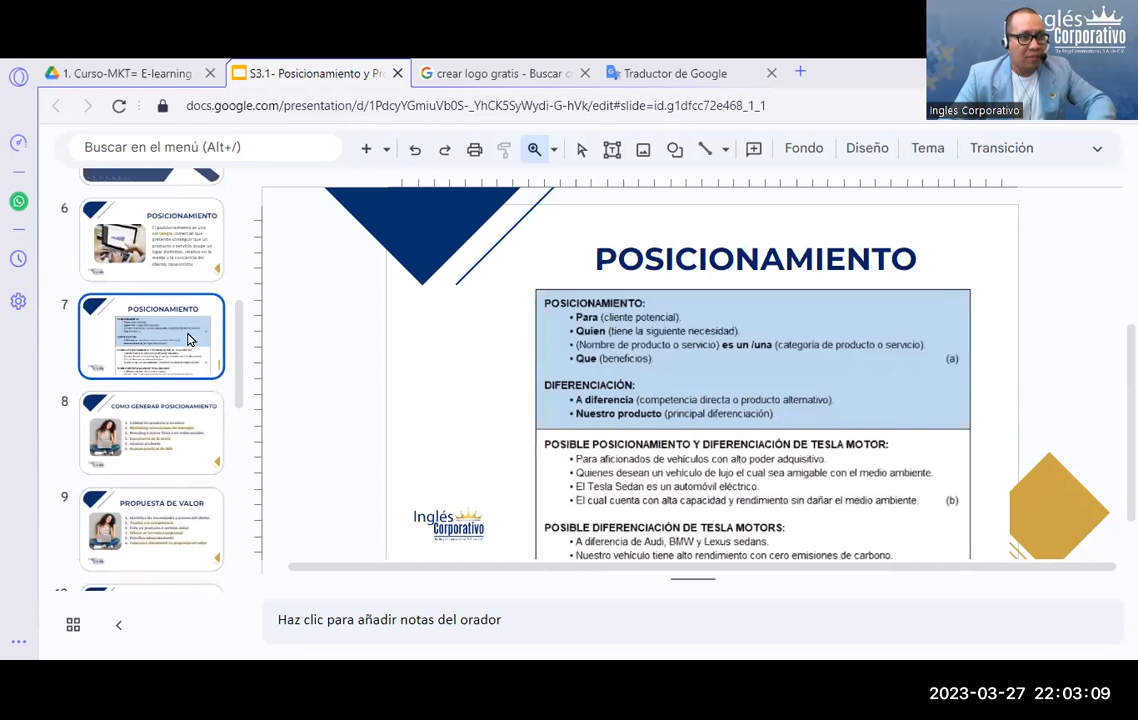 Inglés
Corporativo
By Regio International, S.A. de C.V.
Inglés Corporativo
1. Curso-MKT= E-learning
S3.1- Posicionamiento y Pr
crear logo gratis - Buscar c
Traductor de Google
docs.google.com/presentation/d/1PdcyYGmiuVb0S-_YhCK5SyWydi-G-hVk/edit#slide=id.g1dfcc72e468_1_1
Buscar en el menú (Alt+/)
Fondo
Diseño
Tema
Transición
6
POSICIONAMIENTO
7
POSICIONAMIENTO
8
COMO GENERAR POSICIONAMIENTO
9
PROPUESTA DE VALOR
POSICIONAMIENTO
POSICIONAMIENTO:
• Para (cliente potencial).
• Quien (tiene la siguiente necesidad).
• (Nombre de producto o servicio) es un /una (categoría de producto o servicio).
• Que (beneficios). (a)
DIFERENCIACIÓN:
• A diferencia (competencia directa o producto alternativo).
• Nuestro producto (principal diferenciación).
POSIBLE POSICIONAMIENTO Y DIFERENCIACIÓN DE TESLA MOTOR:
• Para aficionados de vehículos con alto poder adquisitivo.
• Quienes desean un vehículo de lujo el cual sea amigable con el medio ambiente.
• El Tesla Sedan es un automóvil eléctrico.
• El cual cuenta con alta capacidad y rendimiento sin dañar el medio ambiente. (b)
POSIBLE DIFERENCIACIÓN DE TESLA MOTORS:
• A diferencia de Audi, BMW y Lexus sedans.
• Nuestro vehículo tiene alto rendimiento con cero emisiones de carbono.
Inglés
Corporativo
Haz clic para añadir notas del orador
2023-03-27 22:03:09